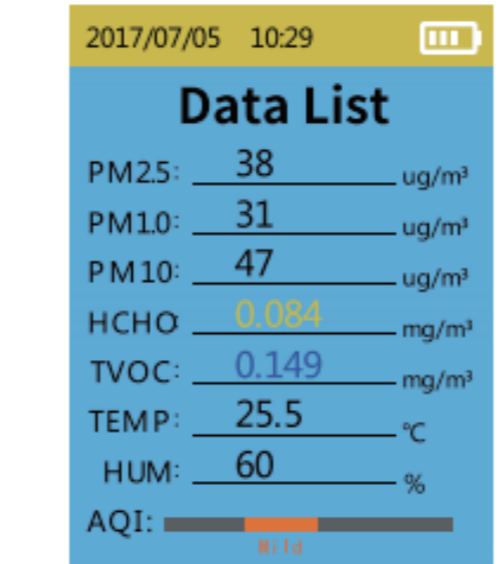 2017/07/05 10:29
Data List
PM2.5: 38 ug/m³
PM1.0: 31 ug/m³
PM10: 47 ug/m³
HCHO: 0.084 mg/m³
TVOC: 0.149 mg/m³
TEMP: 25.5 ℃
HUM: 60 %
AQI:
Mild